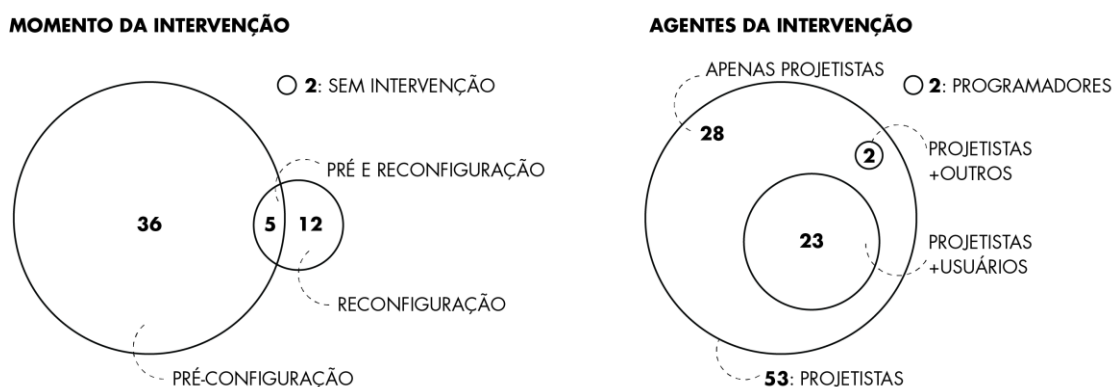 MOMENTO DA INTERVENÇÃO
2: SEM INTERVENÇÃO
PRÉ E RECONFIGURAÇÃO
36
5
12
RECONFIGURAÇÃO
PRÉ-CONFIGURAÇÃO
AGENTES DA INTERVENÇÃO
APENAS PROJETISTAS
2: PROGRAMADORES
28
2
PROJETISTAS
+OUTROS
23
PROJETISTAS
+USUÁRIOS
53: PROJETISTAS